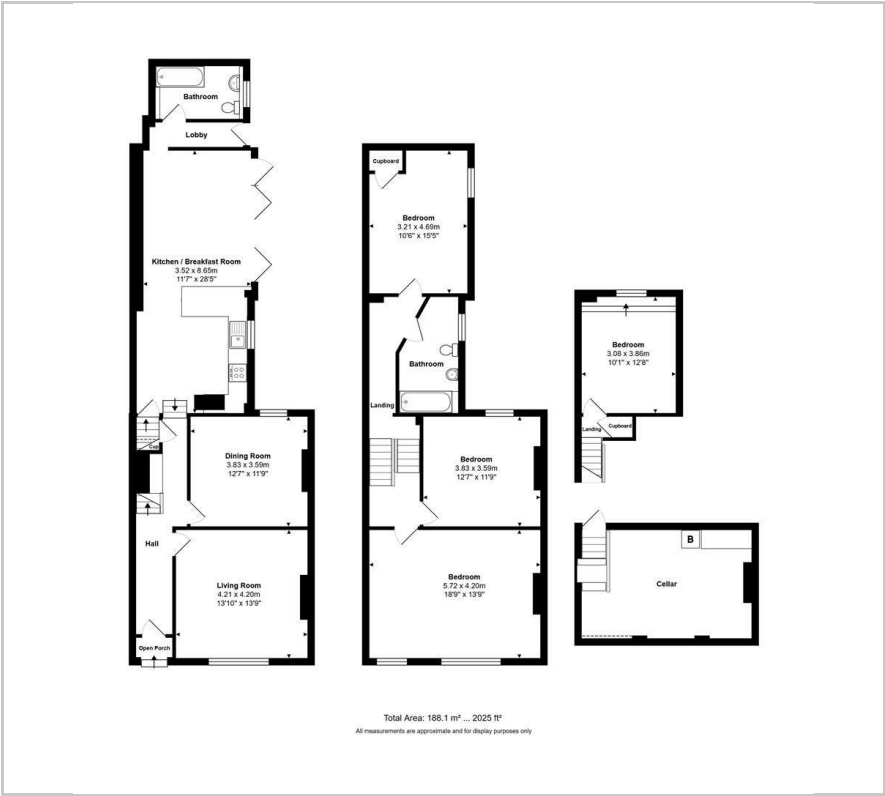 Bathroom
Lobby
Kitchen / Breakfast Room
3.52 x 8.65m
11'7" x 28'5"
Cup
Dining Room
3.83 x 3.59m
12'7" x 11'9"
Hall
Living Room
4.21 x 4.20m
13'10" x 13'9"
Open Porch
Cupboard
Bedroom
3.21 x 4.69m
10'6" x 15'5"
Bathroom
Landing
Bedroom
3.83 x 3.59m
12'7" x 11'9"
Bedroom
5.72 x 4.20m
18'9" x 13'9"
Bedroom
3.08 x 3.86m
10'1" x 12'8"
Landing
Cupboard
B
Cellar
Total Area: 188.1 m² ... 2025 ft²
All measurements are approximate and for display purposes only